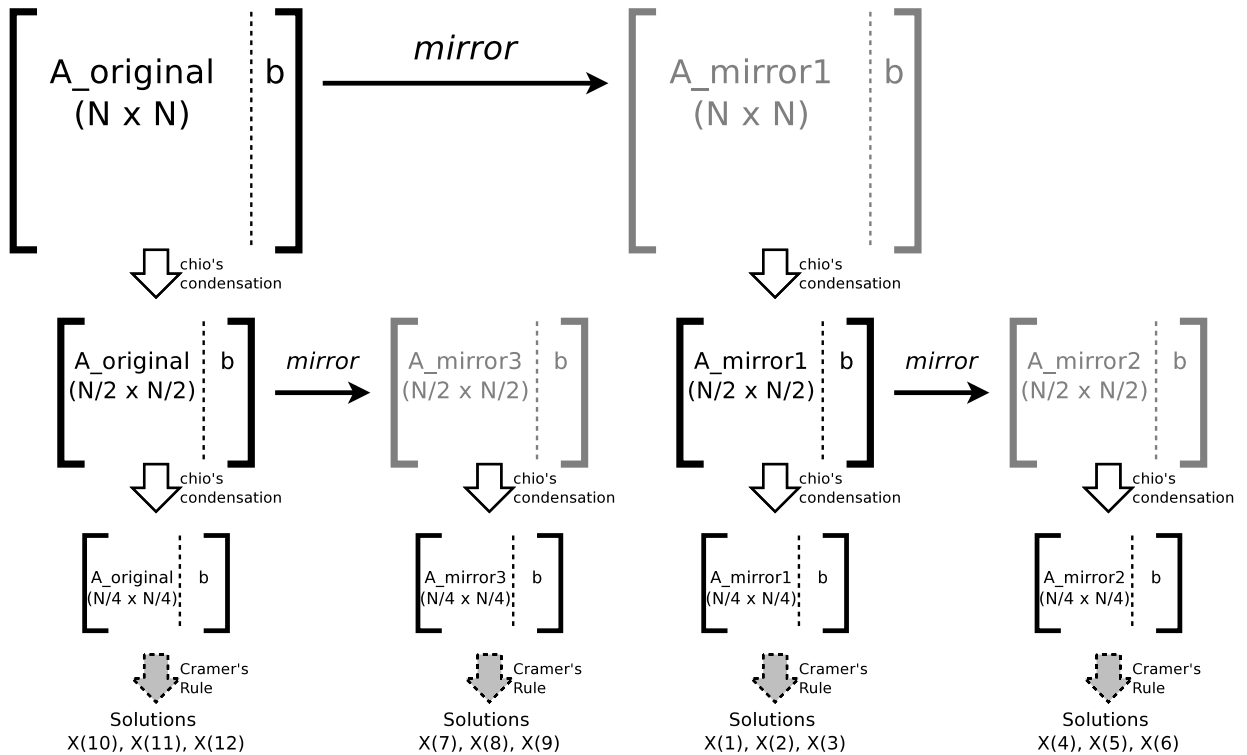 mirror
A_original b
(N x N)
A_mirror1 b
(N x N)
chio's
condensation
chio's
condensation
A_original b
(N/2 x N/2)
mirror
A_mirror3 b
(N/2 x N/2)
A_mirror1 b
(N/2 x N/2)
mirror
A_mirror2 b
(N/2 x N/2)
chio's
condensation
chio's
condensation
chio's
condensation
chio's
condensation
A_original b
(N/4 x N/4)
A_mirror3 b
(N/4 x N/4)
A_mirror1 b
(N/4 x N/4)
A_mirror2 b
(N/4 x N/4)
Cramer's
Rule
Cramer's
Rule
Cramer's
Rule
Cramer's
Rule
Solutions
X(10), X(11), X(12)
Solutions
X(7), X(8), X(9)
Solutions
X(1), X(2), X(3)
Solutions
X(4), X(5), X(6)